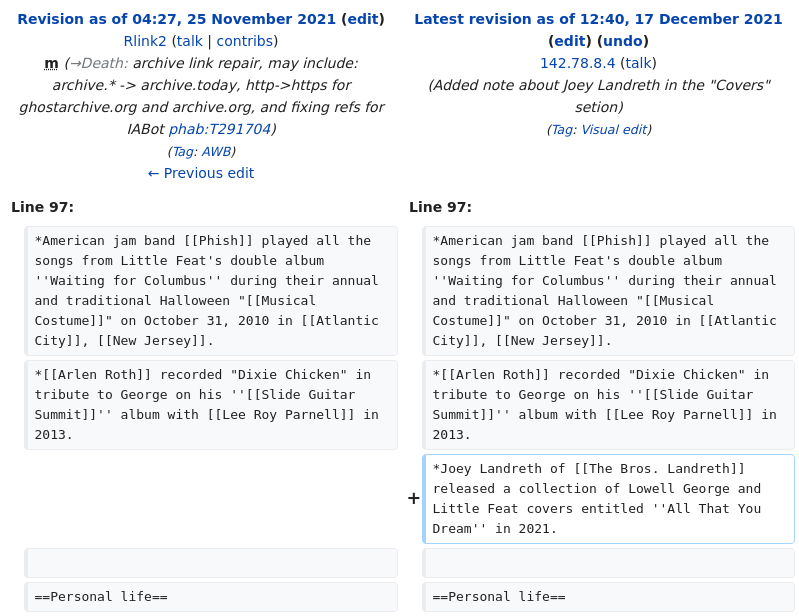 Revision as of 04:27, 25 November 2021 (edit)
Rlink2 (talk | contribs)
m (→Death: archive link repair, may include:
archive.* -> archive.today, http->https for
ghostarchive.org and archive.org, and fixing refs for
IABot phab:T291704)
(Tag: AWB)
← Previous edit
Latest revision as of 12:40, 17 December 2021
(edit) (undo)
142.78.8.4 (talk)
(Added note about Joey Landreth in the "Covers"
setion)
(Tag: Visual edit)
Line 97:
*American jam band [[Phish]] played all the
songs from Little Feat's double album
''Waiting for Columbus'' during their annual
and traditional Halloween "[[Musical
Costume]]" on October 31, 2010 in [[Atlantic
City]], [[New Jersey]].
*[[Arlen Roth]] recorded "Dixie Chicken" in
tribute to George on his ''[[Slide Guitar
Summit]]'' album with [[Lee Roy Parnell]] in
2013.
==Personal life==
Line 97:
*American jam band [[Phish]] played all the
songs from Little Feat's double album
''Waiting for Columbus'' during their annual
and traditional Halloween "[[Musical
Costume]]" on October 31, 2010 in [[Atlantic
City]], [[New Jersey]].
*[[Arlen Roth]] recorded "Dixie Chicken" in
tribute to George on his ''[[Slide Guitar
Summit]]'' album with [[Lee Roy Parnell]] in
2013.
+
*Joey Landreth of [[The Bros. Landreth]]
released a collection of Lowell George and
Little Feat covers entitled ''All That You
Dream'' in 2021.
==Personal life==